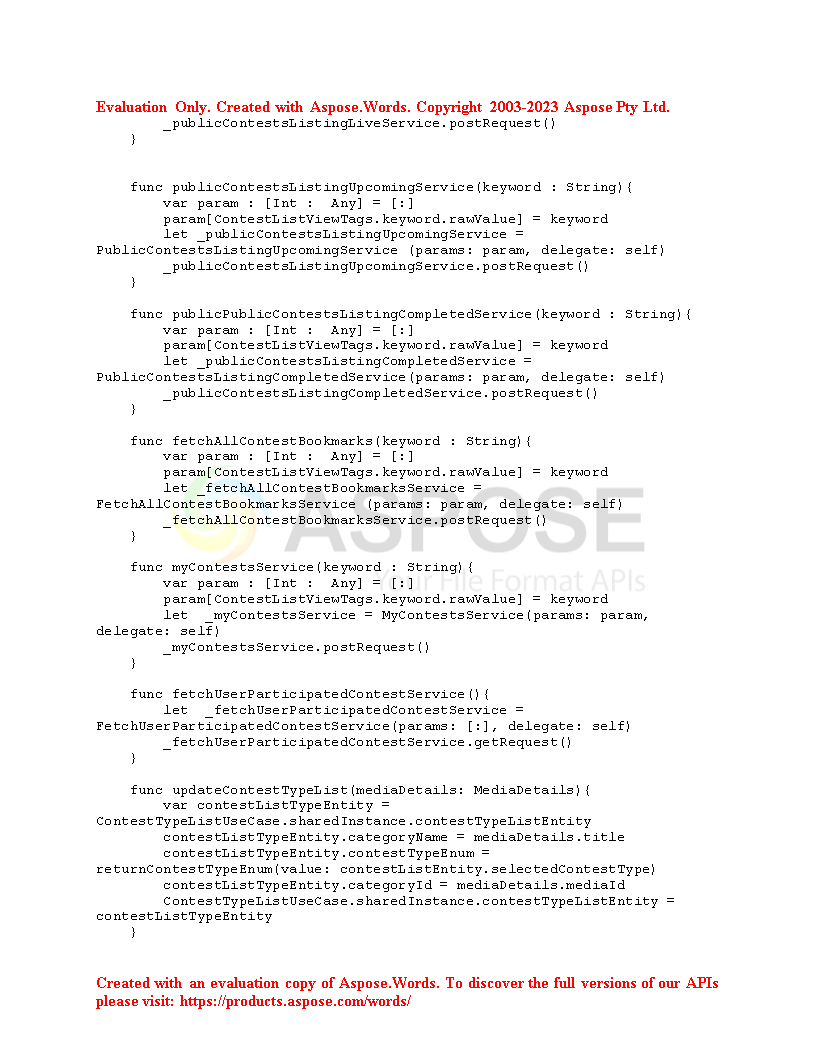 Evaluation Only. Created with Aspose.Words. Copyright 2003-2023 Aspose Pty Ltd.
        _publicContestsListingLiveService.postRequest()
    }

    func publicContestsListingUpcomingService(keyword : String){
        var param : [Int :  Any] = [:]
        param[ContestListViewTags.keyword.rawValue] = keyword
        let _publicContestsListingUpcomingService =
PublicContestsListingUpcomingService (params: param, delegate: self)
        _publicContestsListingUpcomingService.postRequest()
    }

    func publicPublicContestsListingCompletedService(keyword : String){
        var param : [Int :  Any] = [:]
        param[ContestListViewTags.keyword.rawValue] = keyword
        let _publicContestsListingCompletedService =
PublicContestsListingCompletedService(params: param, delegate: self)
        _publicContestsListingCompletedService.postRequest()
    }

    func fetchAllContestBookmarks(keyword : String){
        var param : [Int :  Any] = [:]
        param[ContestListViewTags.keyword.rawValue] = keyword
        let _fetchAllContestBookmarksService =
FetchAllContestBookmarksService (params: param, delegate: self)
        _fetchAllContestBookmarksService.postRequest()
    }
ASPOSE
Your File Format APIs

    func myContestsService(keyword : String){
        var param : [Int :  Any] = [:]
        param[ContestListViewTags.keyword.rawValue] = keyword
        let  _myContestsService = MyContestsService(params: param,
delegate: self)
        _myContestsService.postRequest()
    }

    func fetchUserParticipatedContestService(){
        let  _fetchUserParticipatedContestService =
FetchUserParticipatedContestService(params: [:], delegate: self)
        _fetchUserParticipatedContestService.getRequest()
    }

    func updateContestTypeList(mediaDetails: MediaDetails){
        var contestListTypeEntity =
ContestTypeListUseCase.sharedInstance.contestTypeListEntity
        contestListTypeEntity.categoryName = mediaDetails.title
        contestListTypeEntity.contestTypeEnum =
returnContestTypeEnum(value: contestListEntity.selectedContestType)
        contestListTypeEntity.categoryId = mediaDetails.mediaId
        ContestTypeListUseCase.sharedInstance.contestTypeListEntity =
contestListTypeEntity
    }

Created with an evaluation copy of Aspose.Words. To discover the full versions of our APIs
please visit: https://products.aspose.com/words/